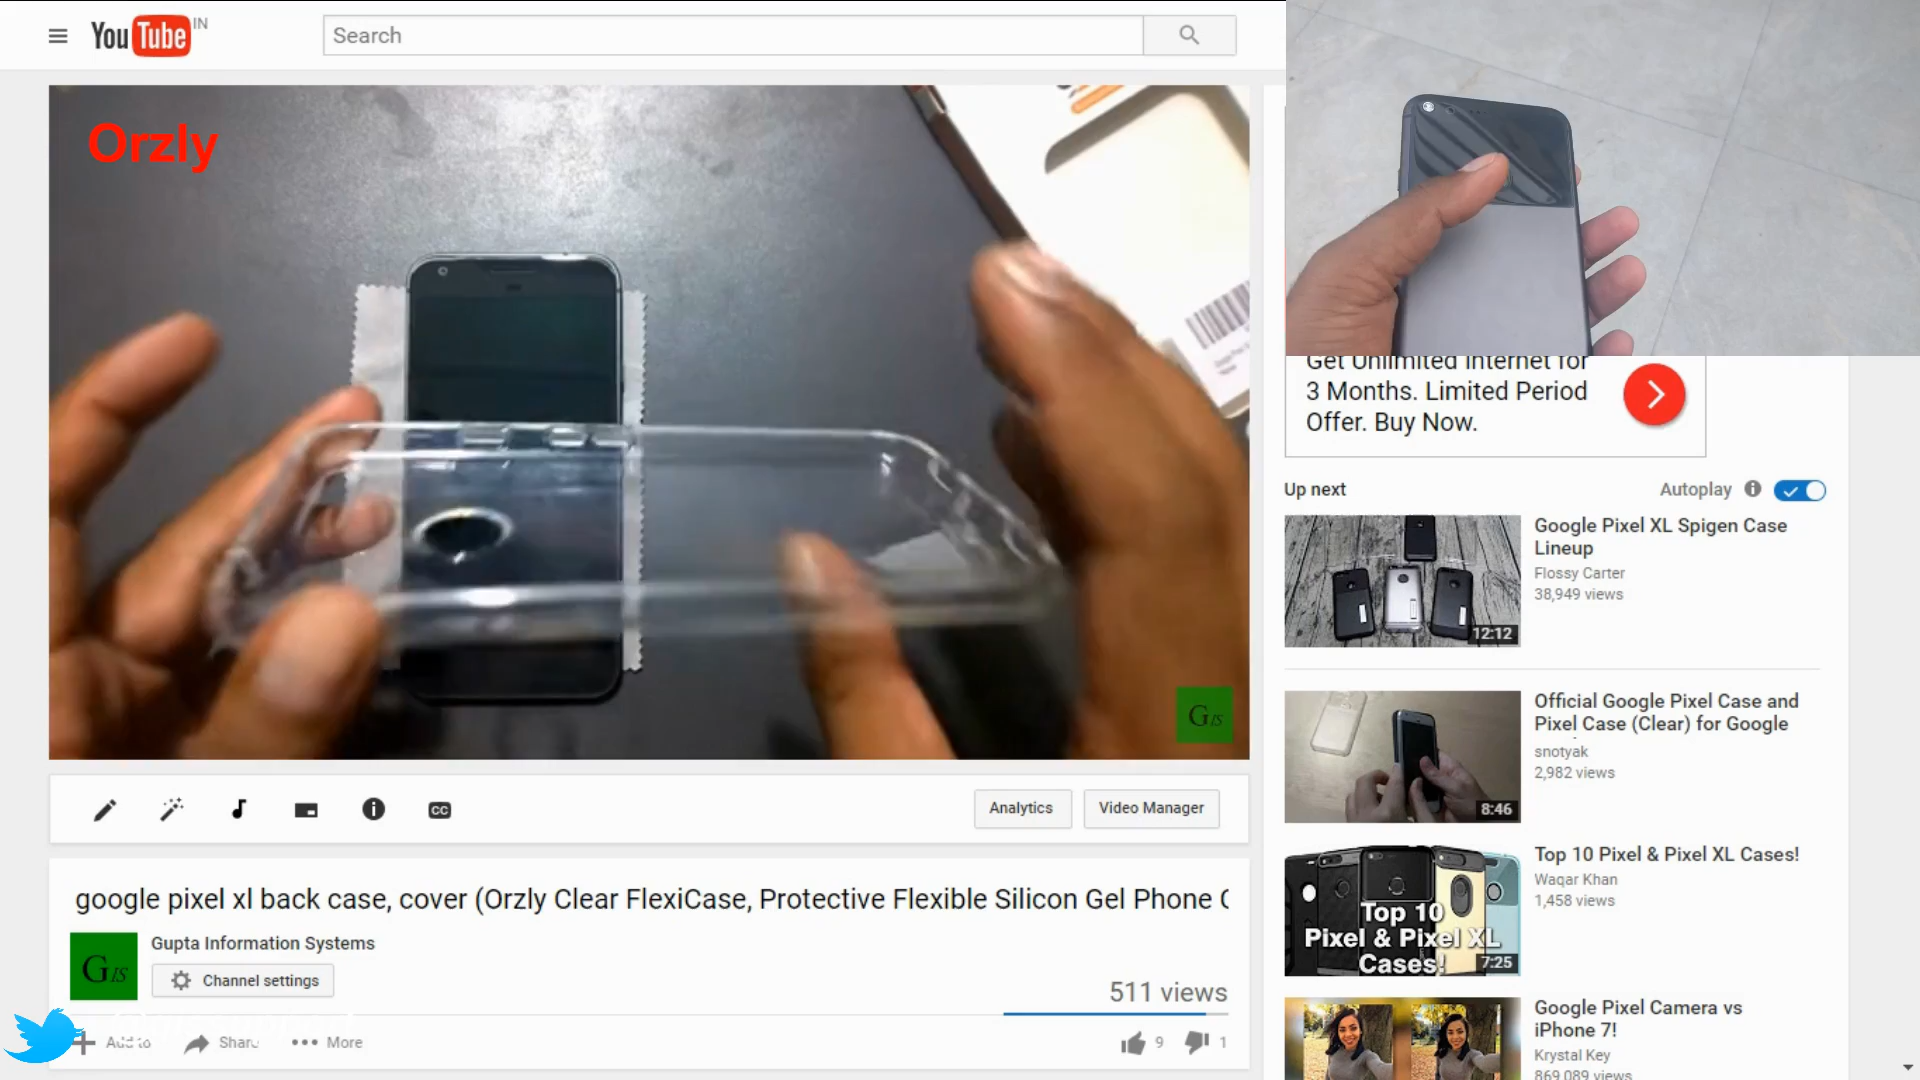 YouTube IN
Search
Orzly
GIS
Get Unlimited Internet for
3 Months. Limited Period
Offer. Buy Now.
Up next
Autoplay
Google Pixel XL Spigen Case
Lineup
Flossy Carter
38,949 views
12:12
Official Google Pixel Case and
Pixel Case (Clear) for Google
snotyak
2,982 views
8:46
Top 10 Pixel & Pixel XL Cases!
Waqar Khan
1,458 views
Top 10
Pixel & Pixel XL
Cases!
7:25
Google Pixel Camera vs
iPhone 7!
Krystal Key
869,089 views
CC
Analytics
Video Manager
google pixel xl back case, cover (Orzly Clear FlexiCase, Protective Flexible Silicon Gel Phone C
GIS
Gupta Information Systems
Channel settings
511 views
Add to
Share
More
9
1